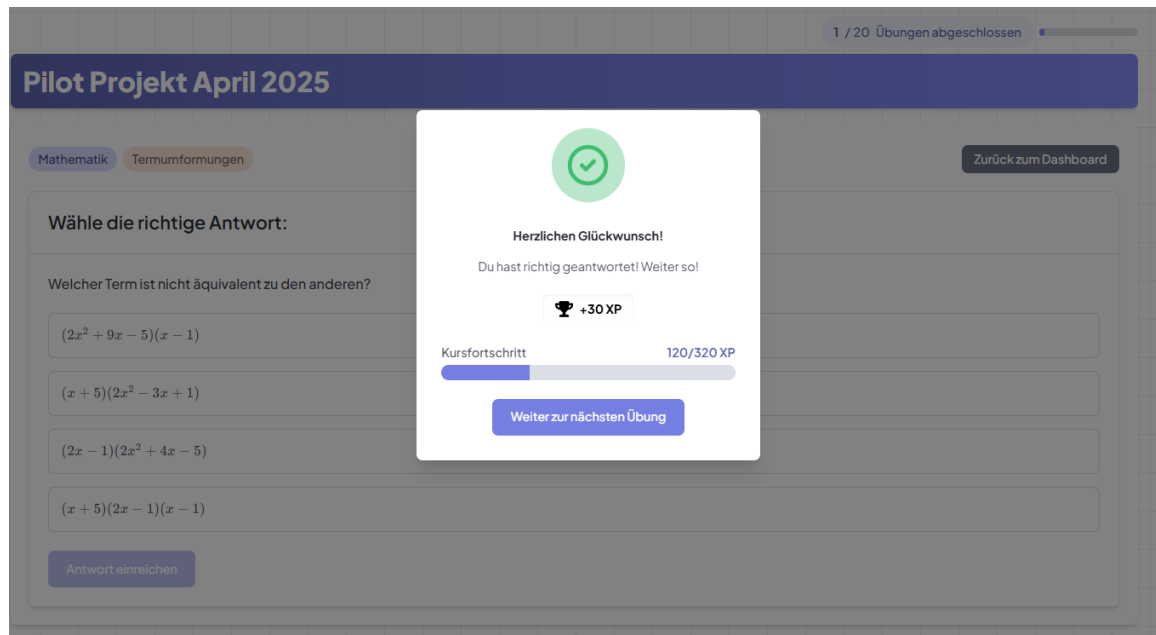 1 / 20 Übungen abgeschlossen
Pilot Projekt April 2025
Mathematik Termumformungen
Zurück zum Dashboard
Wähle die richtige Antwort:
Welcher Term ist nicht äquivalent zu den anderen?
(2x² + 9x − 5)(x − 1)
(x + 5)(2x² − 3x + 1)
(2x − 1)(2x² + 4x − 5)
(x + 5)(2x − 1)(x − 1)
Antwort einreichen
Herzlichen Glückwunsch!
Du hast richtig geantwortet! Weiter so!
+30 XP
Kursfortschritt 120/320 XP
Weiter zur nächsten Übung